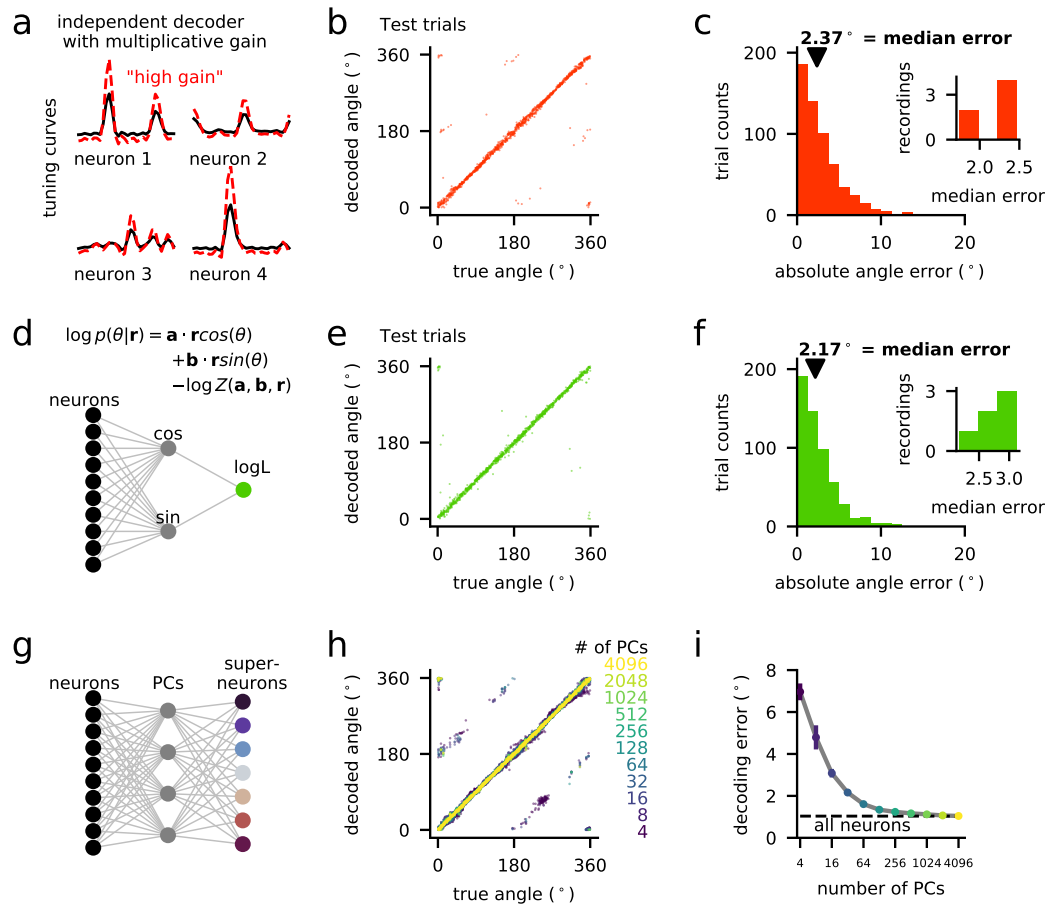 a
independent decoder
with multiplicative gain
"high gain"
tuning curves
neuron 1
neuron 2
neuron 3
neuron 4
b
Test trials
decoded angle (°)
360
180
0
0
180
360
true angle (°)
c
2.37° = median error
trial counts
200
100
0
0
10
20
absolute angle error (°)
recordings
3
0
2.0
2.5
median error
d
log p(θ|r) = a · rcos(θ)
+b · rsin(θ)
−log Z(a, b, r)
neurons
cos
sin
logL
e
Test trials
decoded angle (°)
360
180
0
0
180
360
true angle (°)
f
2.17° = median error
trial counts
200
100
0
0
10
20
absolute angle error (°)
recordings
3
0
2.5
3.0
median error
g
neurons
PCs
super-
neurons
h
# of PCs
4096
2048
1024
512
256
128
64
32
16
8
4
decoded angle (°)
360
180
0
0
180
360
true angle (°)
i
decoding error (°)
8
6
4
2
0
all neurons
4
16
64
256
1024
4096
number of PCs